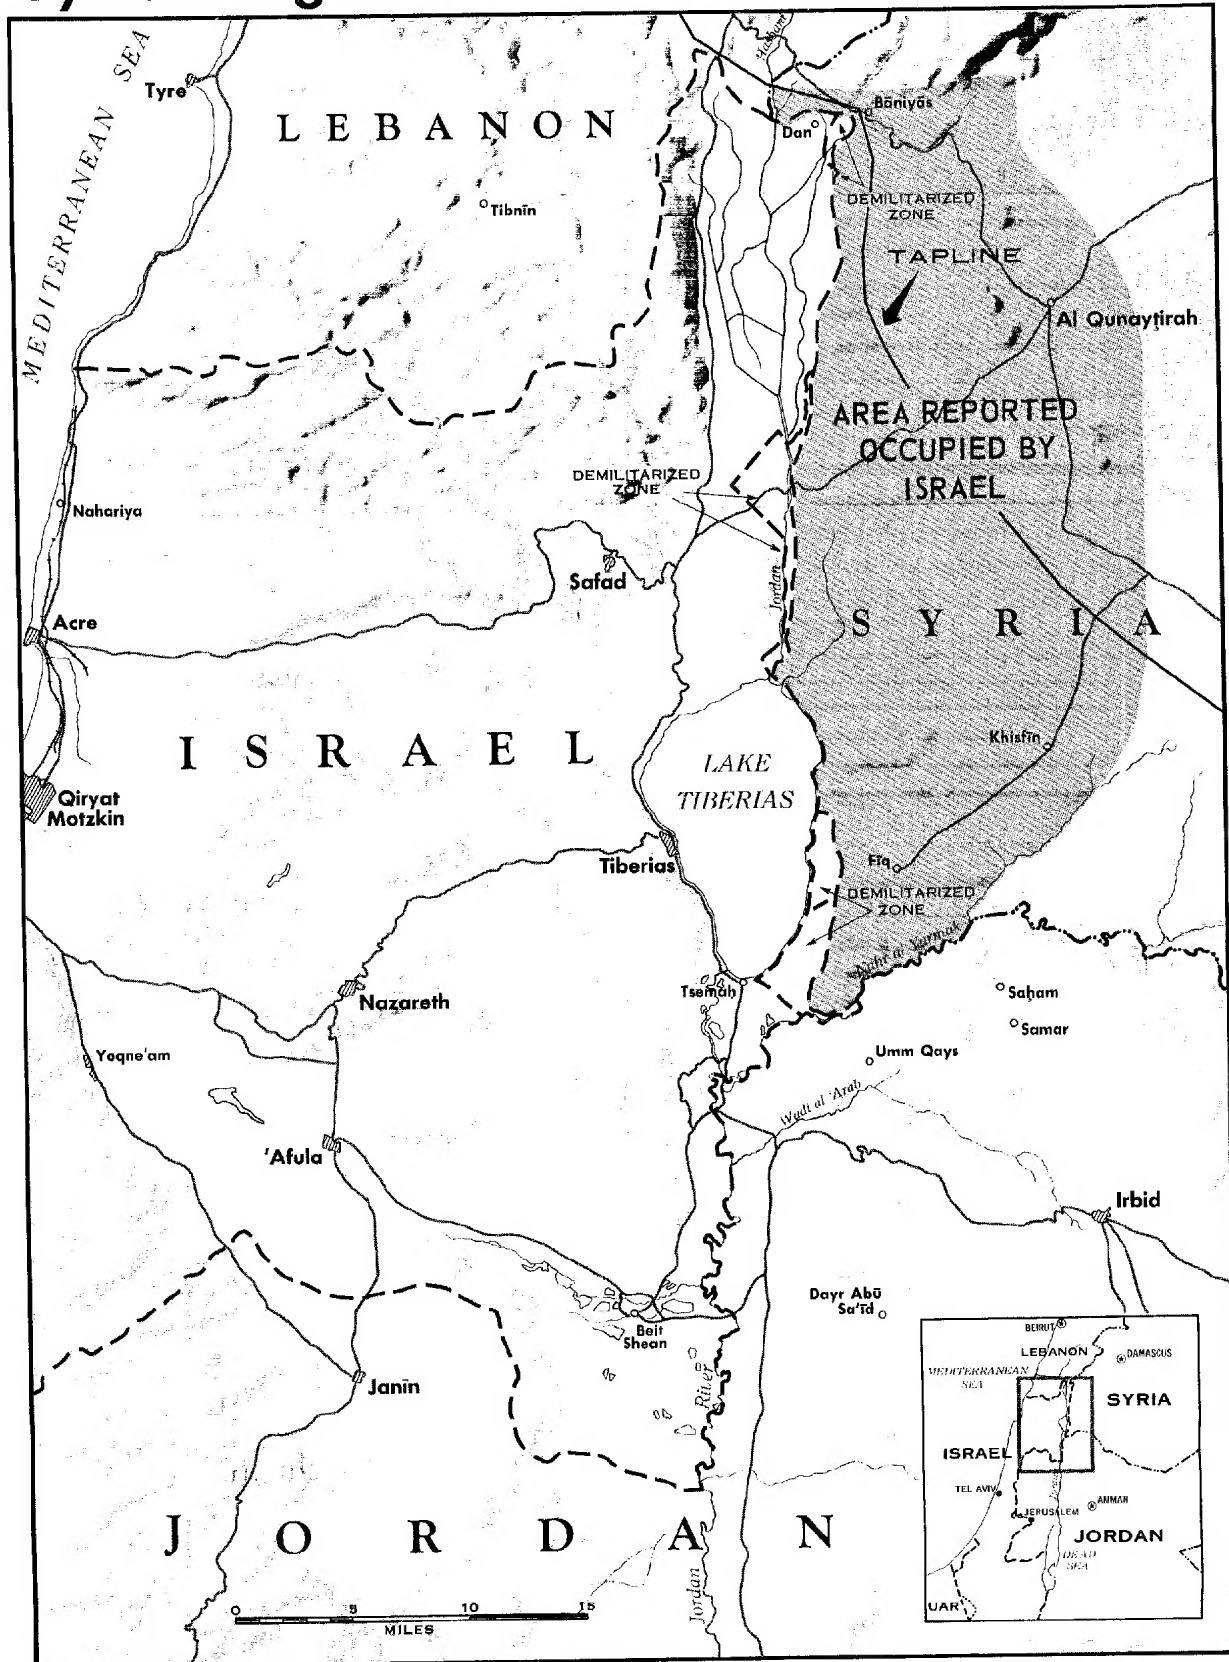 MEDITERRANEAN SEA
Tyre
LEBANON
Tibnīn
Dan
Bāniyās
DEMILITARIZED
ZONE
TAPLINE
Al Qunayţirah
AREA REPORTED
OCCUPIED BY
ISRAEL
DEMILITARIZED
ZONE
Nahariya
Safad
Jordan
Acre
SYRIA
ISRAEL
LAKE
TIBERIAS
Khisfīn
Qiryat
Motzkin
Tiberias
Fīq
DEMILITARIZED
ZONE
Nazareth
Tsemaḥ
Saḩam
Samar
Yoqne'am
Umm Qays
Wadi al 'Arab
'Afula
Irbid
Dayr Abū
Sa'īd
Beit
Shean
River
Janīn
JORDAN
Jordan
0 5 10 15
MILES
BEIRUT
LEBANON
DAMASCUS
MEDITERRANEAN
SEA
SYRIA
ISRAEL
TEL AVIV
AMMAN
JERUSALEM
JORDAN
DEAD
SEA
UAR